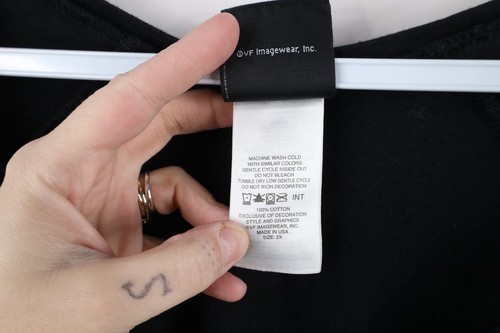 ©VF Imagewear, Inc.
MACHINE WASH COLD
WITH SIMILAR COLORS
GENTLE CYCLE INSIDE OUT
DO NOT BLEACH
TUMBLE DRY LOW GENTLE CYCLE
DO NOT IRON DECORATION
INT
100% COTTON
EXCLUSIVE OF DECORATION
STYLE AND GRAPHICS
©VF IMAGEWEAR, INC.
MADE IN USA
SIZE: 2X
S